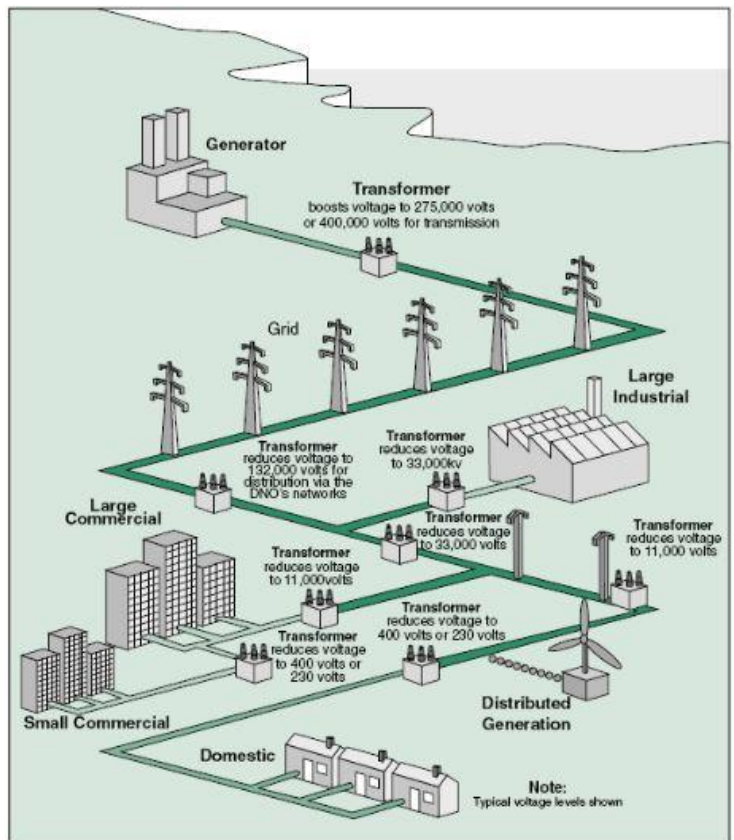 Generator
Transformer
boosts voltage to 275,000 volts
or 400,000 volts for transmission
Grid
Large
Industrial
Transformer
reduces voltage to
132,000 volts for
distribution via the
DNO's networks
Transformer
reduces voltage
to 33,000kv
Large
Commercial
Transformer
reduces voltage
to 33,000 volts
Transformer
reduces voltage
to 11,000 volts
Transformer
reduces voltage
to 11,000volts
Transformer
reduces voltage to
400 volts or 230 volts
Transformer
reduces voltage
to 400 volts or
230 volts
Small Commercial
Distributed
Generation
Domestic
Note:
Typical voltage levels shown